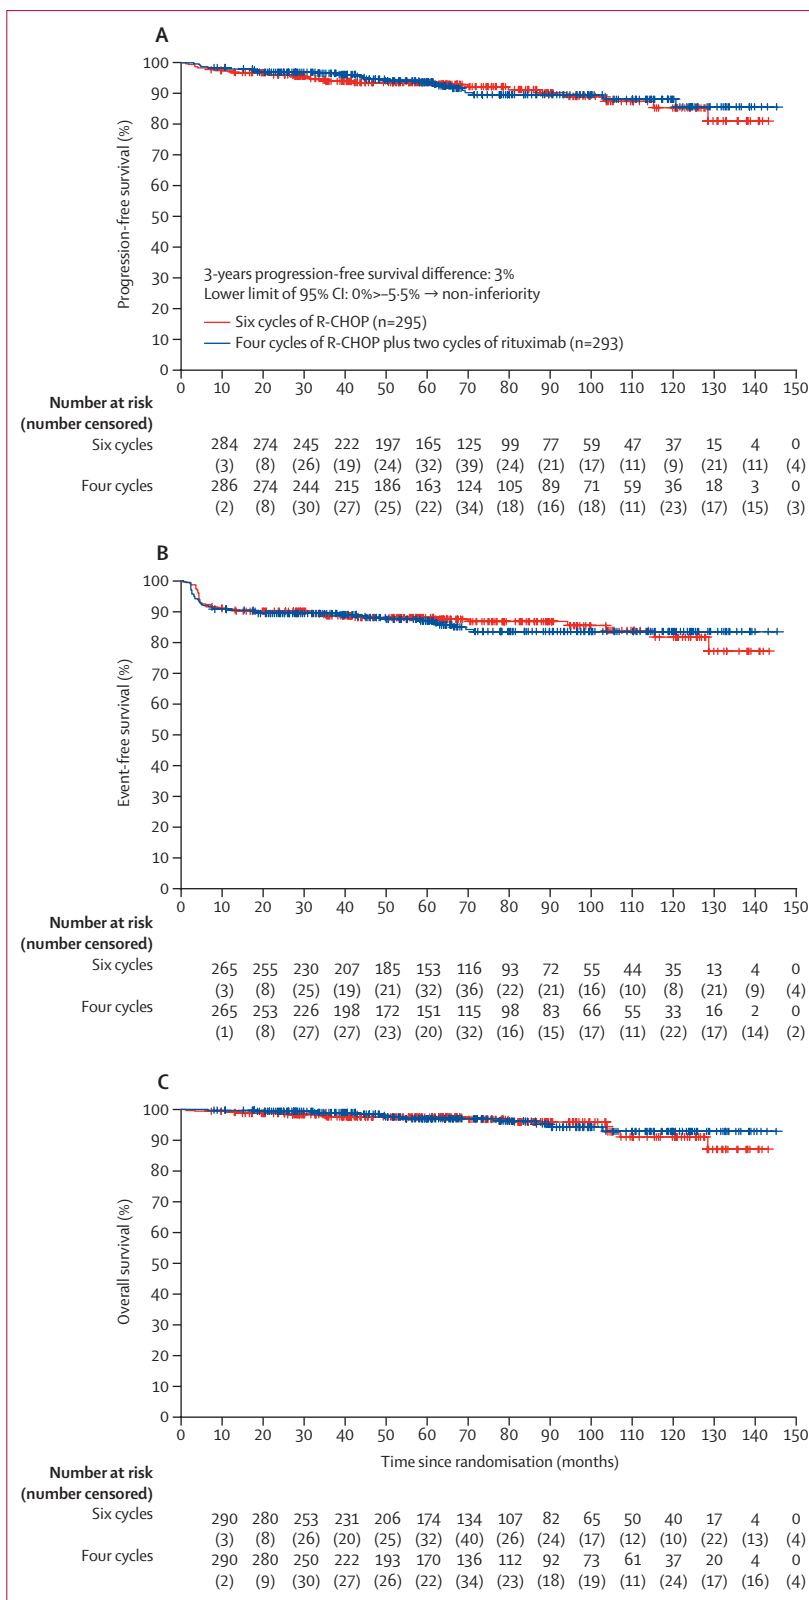 A
100
90
80
70
60
50
40
30
20
10
0
Progression-free survival (%)
3-years progression-free survival difference: 3%
Lower limit of 95% CI: 0%>–5·5% → non-inferiority
Six cycles of R-CHOP (n=295)
Four cycles of R-CHOP plus two cycles of rituximab (n=293)
0 10 20 30 40 50 60 70 80 90 100 110 120 130 140 150
Number at risk
(number censored)
Six cycles 284 274 245 222 197 165 125 99 77 59 47 37 15 4 0
(3) (8) (26) (19) (24) (32) (39) (24) (21) (17) (11) (9) (21) (11) (4)
Four cycles 286 274 244 215 186 163 124 105 89 71 59 36 18 3 0
(2) (8) (30) (27) (25) (22) (34) (18) (16) (18) (11) (23) (17) (15) (3)
B
100
90
80
70
60
50
40
30
20
10
0
Event-free survival (%)
0 10 20 30 40 50 60 70 80 90 100 110 120 130 140 150
Number at risk
(number censored)
Six cycles 265 255 230 207 185 153 116 93 72 55 44 35 13 4 0
(3) (8) (25) (19) (21) (32) (36) (22) (21) (16) (10) (8) (21) (9) (4)
Four cycles 265 253 226 198 172 151 115 98 83 66 55 33 16 2 0
(1) (8) (27) (27) (23) (20) (32) (16) (15) (17) (11) (22) (17) (14) (2)
C
100
90
80
70
60
50
40
30
20
10
0
Overall survival (%)
0 10 20 30 40 50 60 70 80 90 100 110 120 130 140 150
Time since randomisation (months)
Number at risk
(number censored)
Six cycles 290 280 253 231 206 174 134 107 82 65 50 40 17 4 0
(3) (8) (26) (20) (25) (32) (40) (26) (24) (17) (12) (10) (22) (13) (4)
Four cycles 290 280 250 222 193 170 136 112 92 73 61 37 20 4 0
(2) (9) (30) (27) (26) (22) (34) (23) (18) (19) (11) (24) (17) (16) (4)